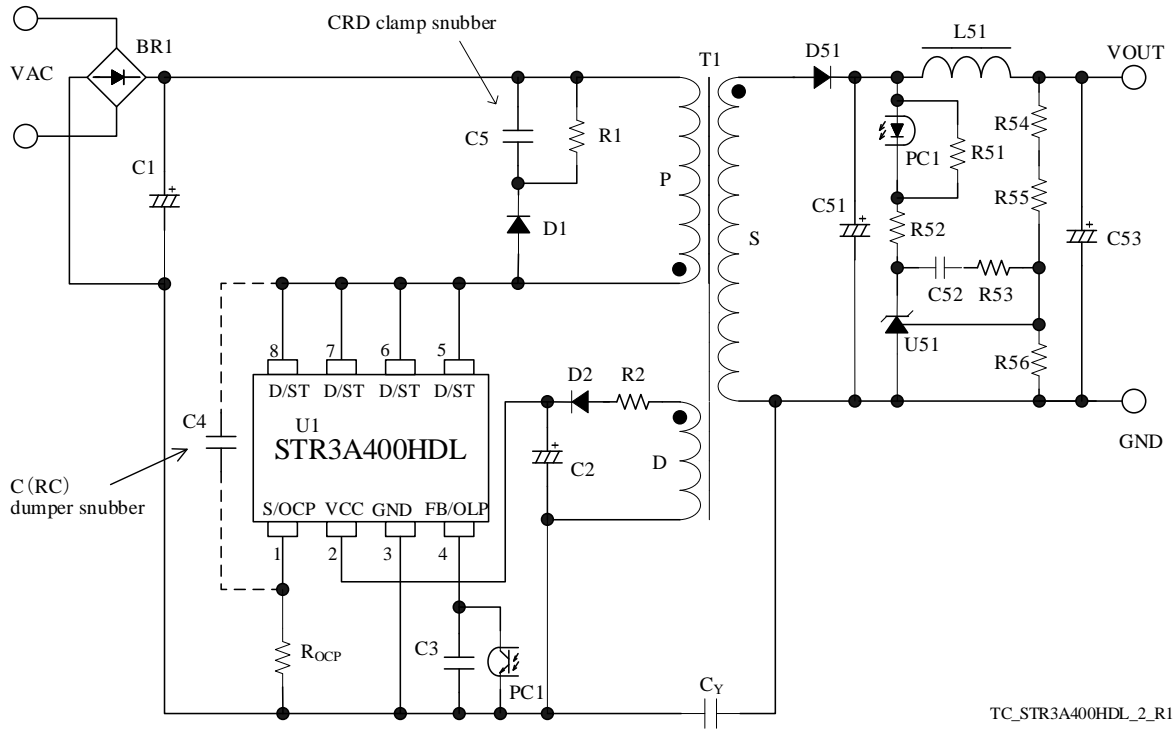 CRD clamp snubber
L51
BR1
T1
D51
VOUT
VAC
C5
R1
R54
PC1
R51
C1
P
R55
C51
R52
S
D1
C53
C52
R53
U51
8
7
6
5
R56
D/ST
D/ST
D/ST
D/ST
D2
R2
C4
U1
STR3A400HDL
GND
C2
D
C(RC)
dumper snubber
S/OCP
VCC
GND
FB/OLP
1
2
3
4
ROCP
C3
PC1
CY
TC_STR3A400HDL_2_R1